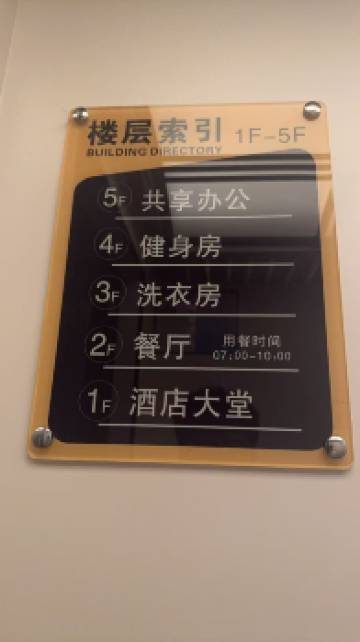 楼层索引 1F-5F
BUILDING DIRECTORY
5F 共享办公
4F 健身房
3F 洗衣房
2F 餐厅 用餐时间
07:00-10:00
1F 酒店大堂